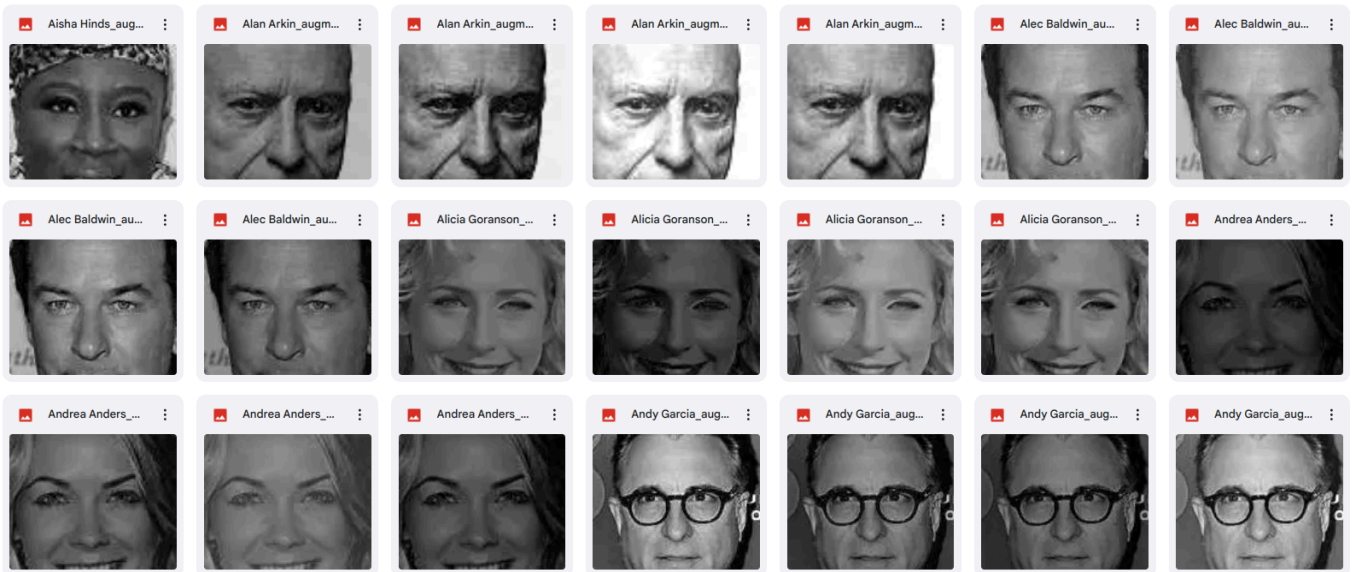 Aisha Hinds_aug...
Alan Arkin_augm...
Alan Arkin_augm...
Alan Arkin_augm...
Alan Arkin_augm...
Alec Baldwin_au...
Alec Baldwin_au...
Alec Baldwin_au...
Alec Baldwin_au...
Alicia Goranson_...
Alicia Goranson_...
Alicia Goranson_...
Alicia Goranson_...
Andrea Anders_...
Andrea Anders_...
Andrea Anders_...
Andrea Anders_...
Andy Garcia_aug...
Andy Garcia_aug...
Andy Garcia_aug...
Andy Garcia_aug...